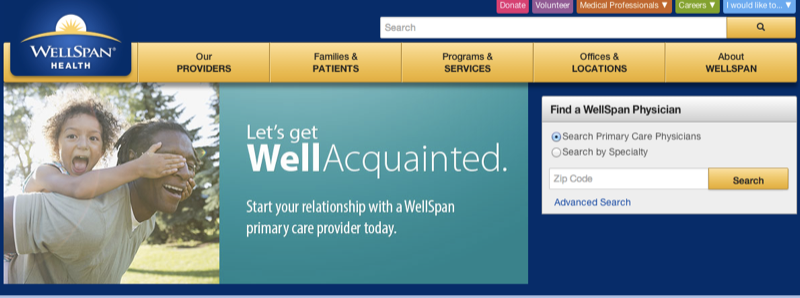 Donate Volunteer Medical Professionals ▼ Careers ▼ I would like to... ▼
Search
WELLSPAN®
HEALTH
Our
PROVIDERS
Families &
PATIENTS
Programs &
SERVICES
Offices &
LOCATIONS
About
WELLSPAN
Let's get
WellAcquainted.
Start your relationship with a WellSpan
primary care provider today.
Find a WellSpan Physician
Search Primary Care Physicians
Search by Specialty
Zip Code
Search
Advanced Search